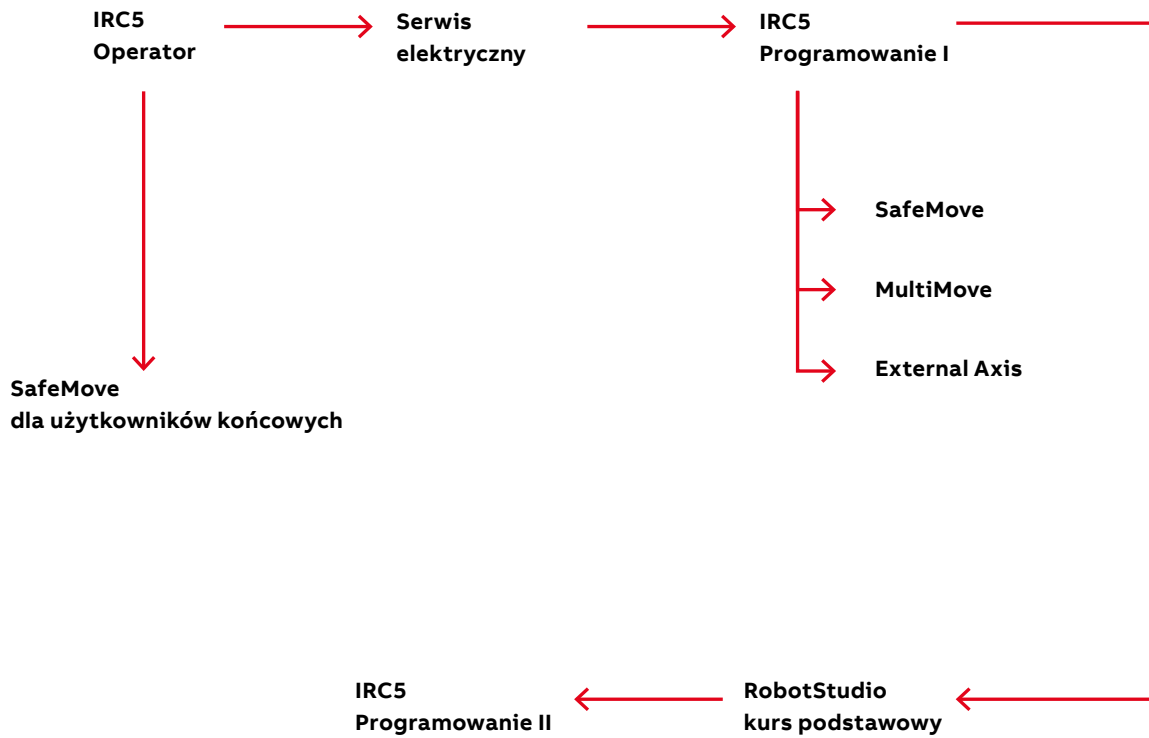 IRC5
Operator
Serwis
elektryczny
IRC5
Programowanie I
SafeMove
MultiMove
External Axis
SafeMove
dla użytkowników końcowych
IRC5
Programowanie II
RobotStudio
kurs podstawowy